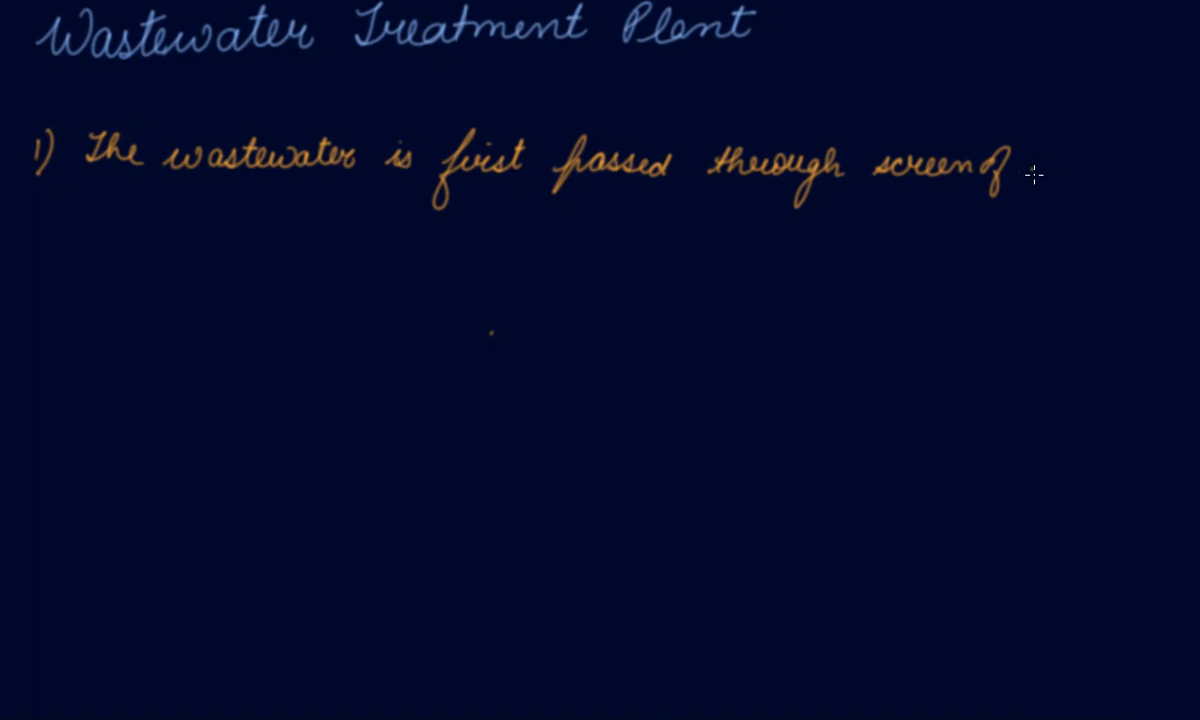 Wastewater Treatment Plant
1) The wastewater is first passed through screen of